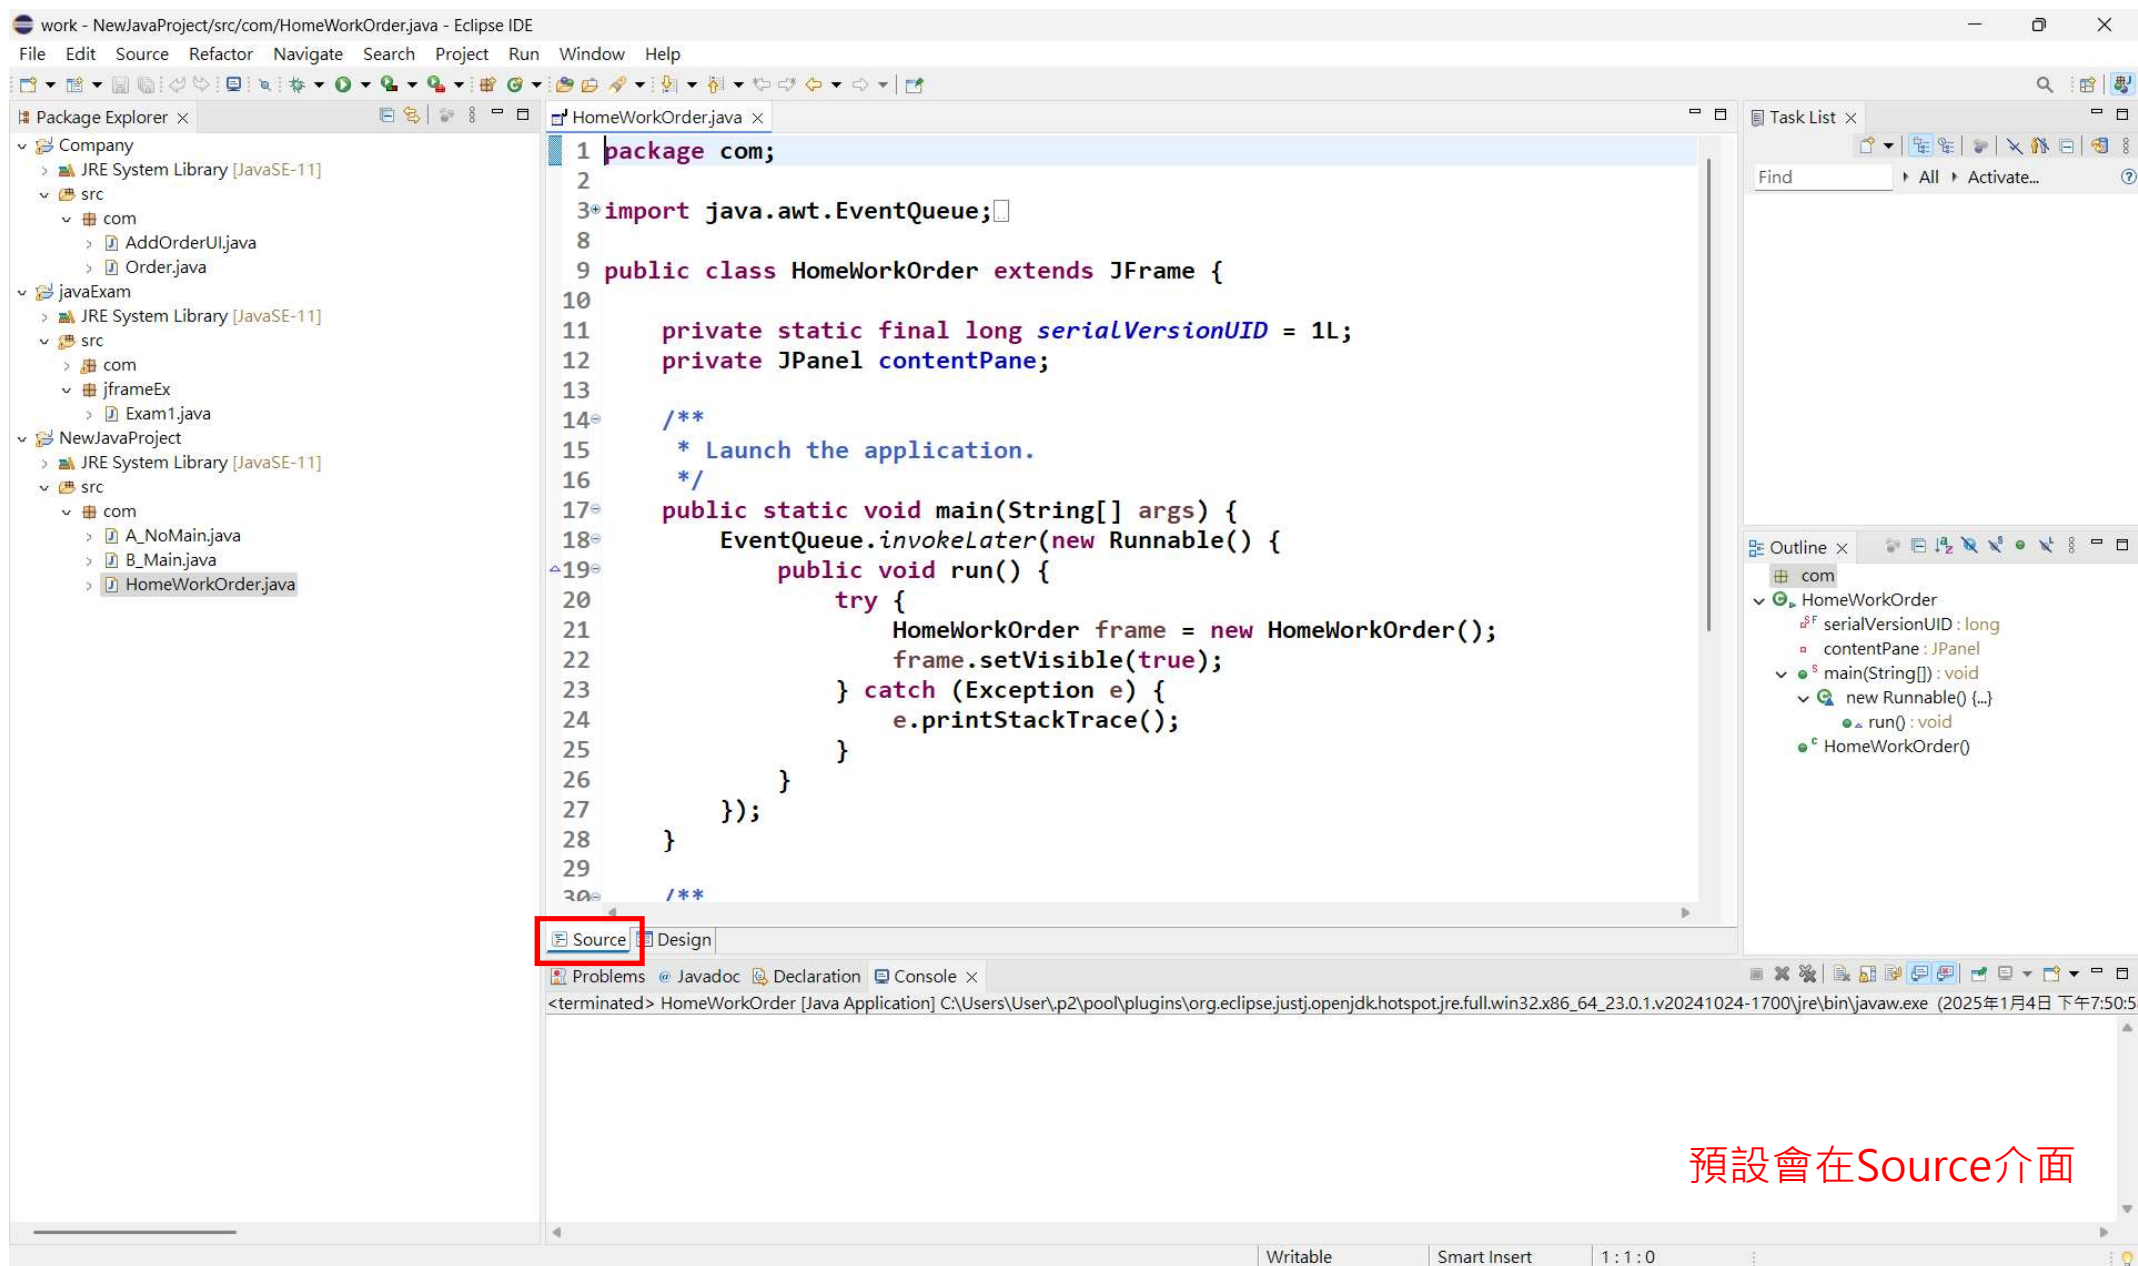 work - NewJavaProject/src/com/HomeWorkOrder.java - Eclipse IDE
File Edit Source Refactor Navigate Search Project Run Window Help
Package Explorer
Company
JRE System Library [JavaSE-11]
src
com
AddOrderUI.java
Order.java
javaExam
JRE System Library [JavaSE-11]
src
com
jframeEx
Exam1.java
NewJavaProject
JRE System Library [JavaSE-11]
src
com
A_NoMain.java
B_Main.java
HomeWorkOrder.java
HomeWorkOrder.java
1 package com;
2
3 import java.awt.EventQueue;
8
9 public class HomeWorkOrder extends JFrame {
10
11 private static final long serialVersionUID = 1L;
12 private JPanel contentPane;
13
14 /**
15 * Launch the application.
16 */
17 public static void main(String[] args) {
18 EventQueue.invokeLater(new Runnable() {
19 public void run() {
20 try {
21 HomeWorkOrder frame = new HomeWorkOrder();
22 frame.setVisible(true);
23 } catch (Exception e) {
24 e.printStackTrace();
25 }
26 }
27 });
28 }
29
30 /**
Source Design
Task List
Find All Activate...
Outline
com
HomeWorkOrder
serialVersionUID : long
contentPane : JPanel
main(String[]) : void
new Runnable() {...}
run() : void
HomeWorkOrder()
Problems Javadoc Declaration Console
<terminated> HomeWorkOrder [Java Application] C:\Users\User\.p2\pool\plugins\org.eclipse.justj.openjdk.hotspot.jre.full.win32.x86_64_23.0.1.v20241024-1700\jre\bin\javaw.exe (2025年1月4日 下午7:50:5
預設會在Source介面
Writable Smart Insert 1 : 1 : 0